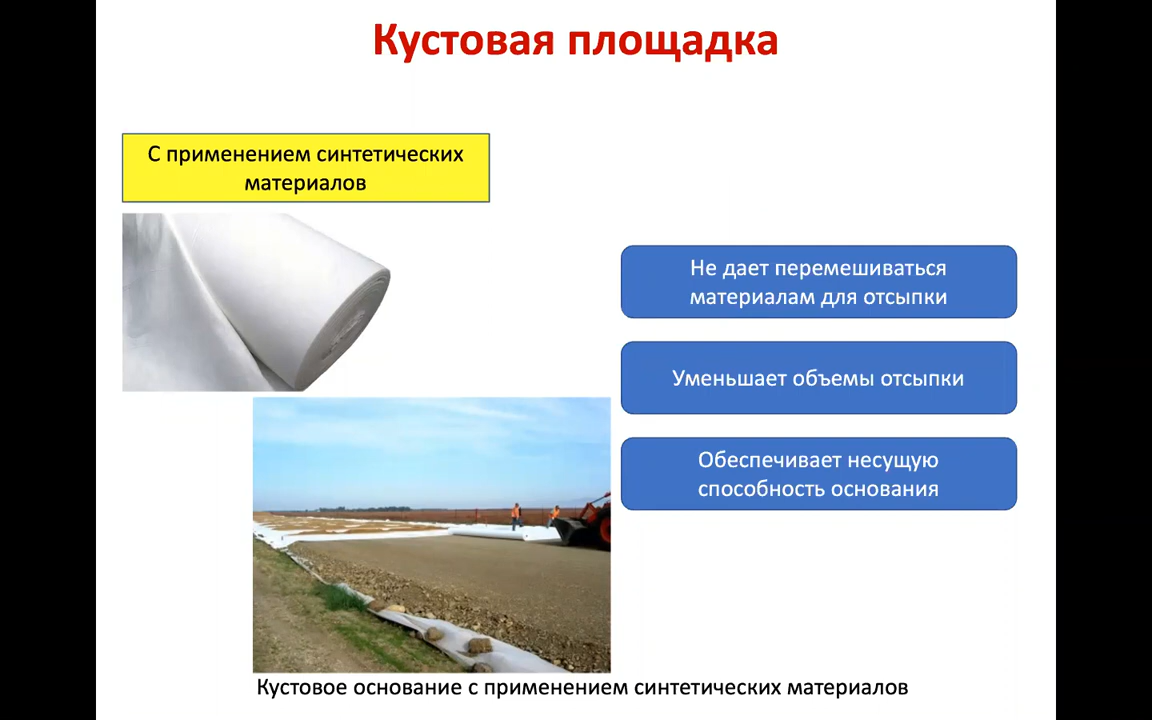 Кустовая площадка
С применением синтетических
материалов
Не дает перемешиваться
материалам для отсыпки
Уменьшает объемы отсыпки
Обеспечивает несущую
способность основания
Кустовое основание с применением синтетических материалов